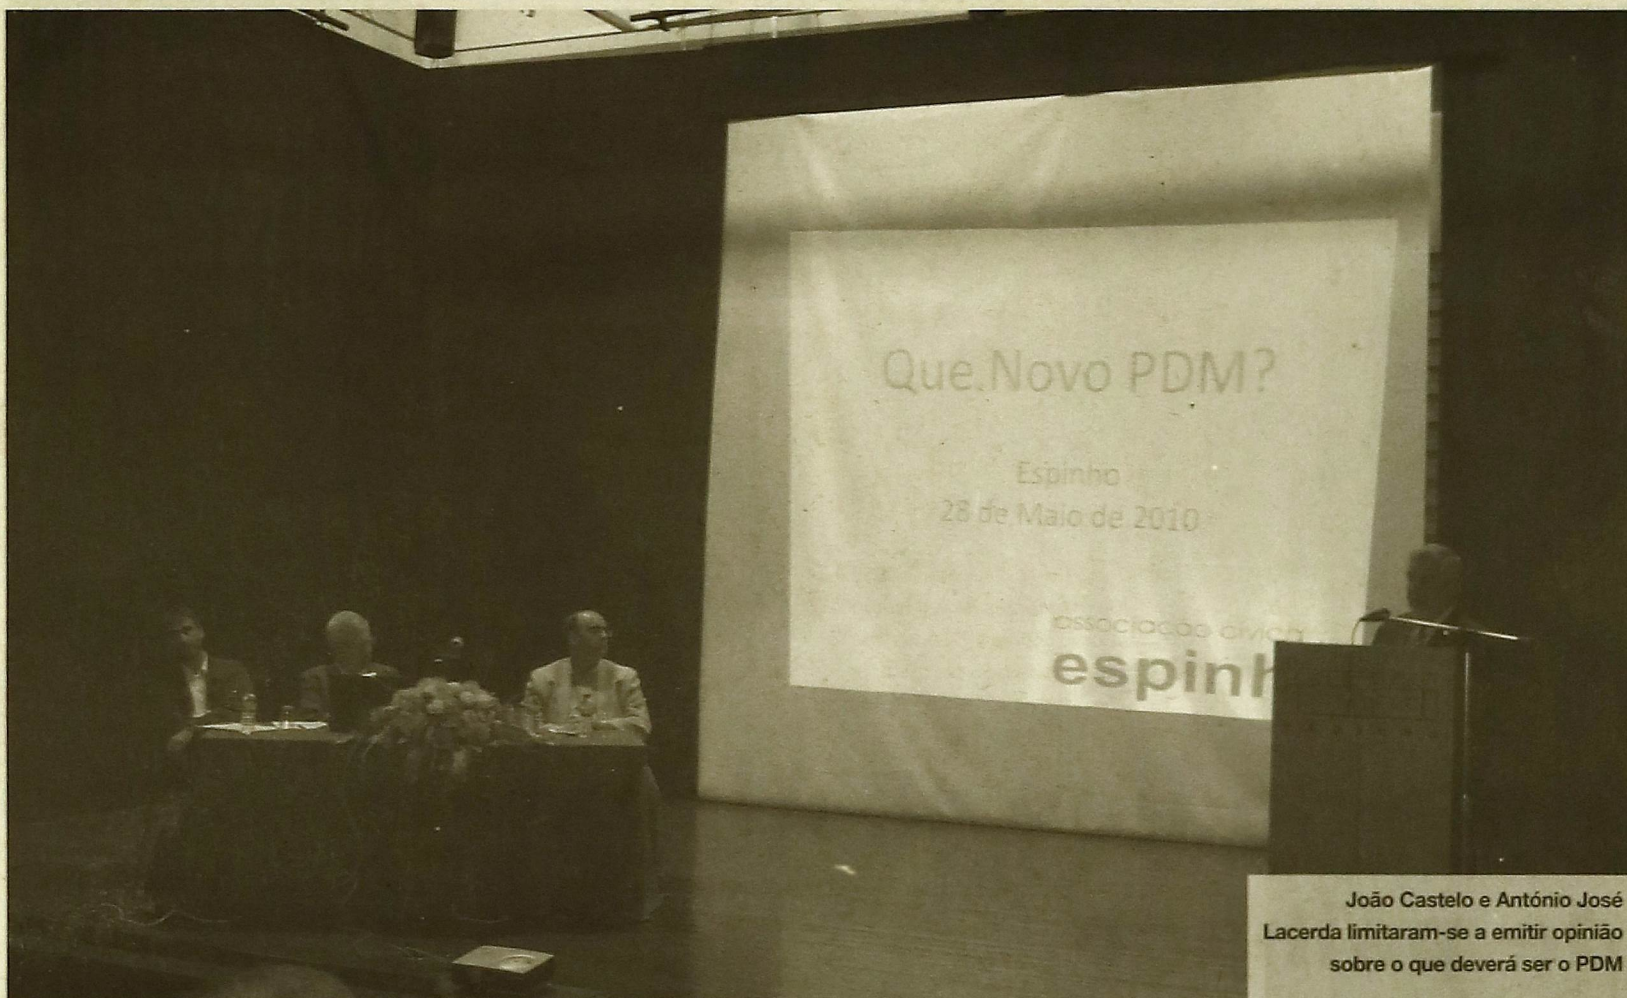 Que Novo PDM?
Espinho
28 de Maio de 2010
associação cívica
espinh
João Castelo e António José
Lacerda limitaram-se a emitir opinião
sobre o que deverá ser o PDM